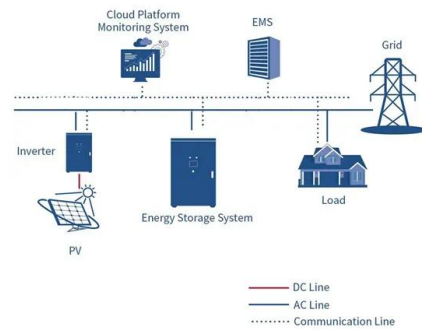 Cloud Platform
Monitoring System
EMS
Grid
Inverter
Energy Storage System
Load
PV
DC Line
AC Line
Communication Line